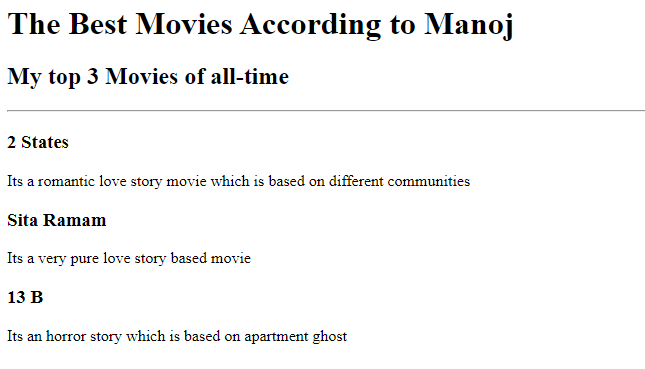 The Best Movies According to Manoj
My top 3 Movies of all-time
2 States
Its a romantic love story movie which is based on different communities
Sita Ramam
Its a very pure love story based movie
13 B
Its an horror story which is based on apartment ghost